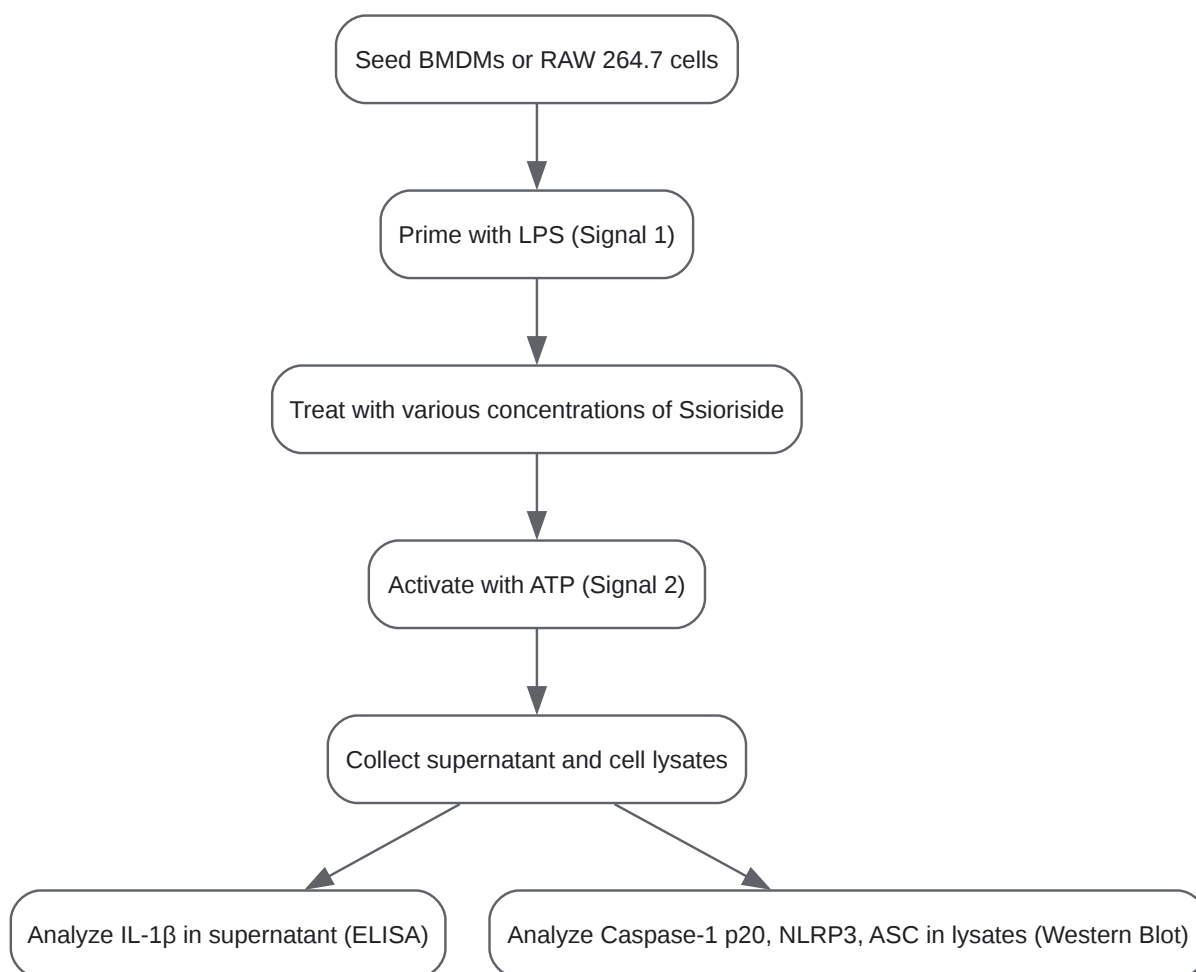 Seed BMDMs or RAW 264.7 cells
Prime with LPS (Signal 1)
Treat with various concentrations of Ssioriside
Activate with ATP (Signal 2)
Collect supernatant and cell lysates
Analyze IL-1β in supernatant (ELISA)
Analyze Caspase-1 p20, NLRP3, ASC in lysates (Western Blot)